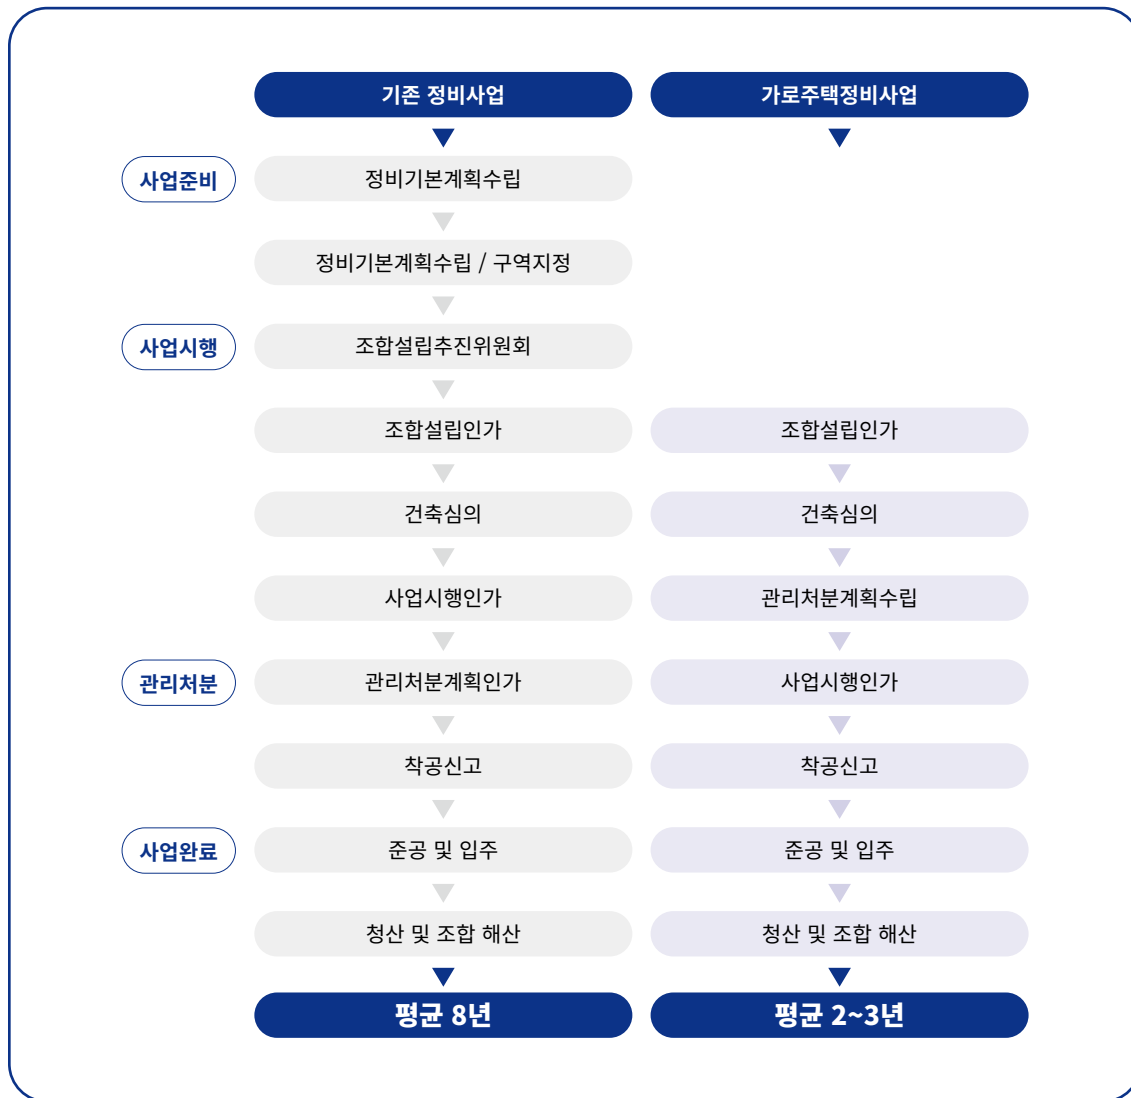 기존 정비사업
가로주택정비사업
사업준비
정비기본계획수립
정비기본계획수립 / 구역지정
사업시행
조합설립추진위원회
조합설립인가
조합설립인가
건축심의
건축심의
사업시행인가
관리처분계획수립
관리처분
관리처분계획인가
사업시행인가
착공신고
착공신고
사업완료
준공 및 입주
준공 및 입주
청산 및 조합 해산
청산 및 조합 해산
평균 8년
평균 2~3년